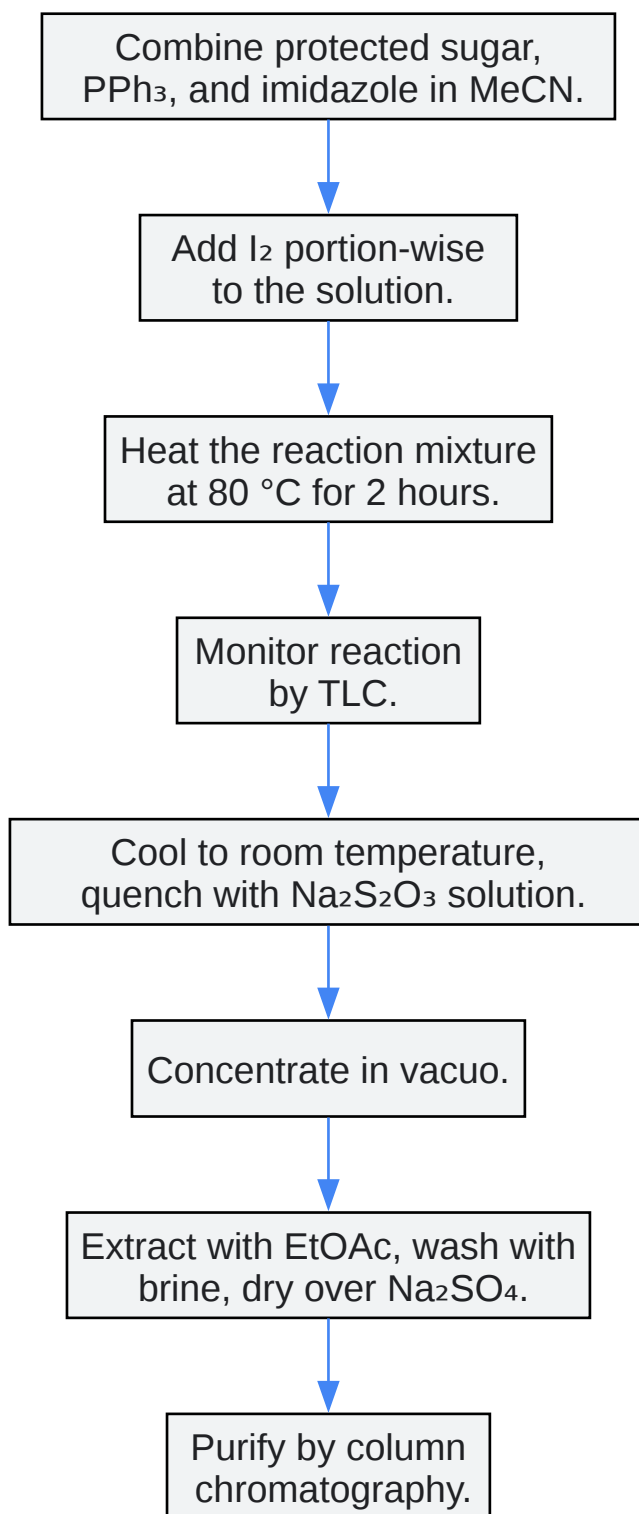 Combine protected sugar,
PPh₃, and imidazole in MeCN.
Add I₂ portion-wise
to the solution.
Heat the reaction mixture
at 80 °C for 2 hours.
Monitor reaction
by TLC.
Cool to room temperature,
quench with Na₂S₂O₃ solution.
Concentrate in vacuo.
Extract with EtOAc, wash with
brine, dry over Na₂SO₄.
Purify by column
chromatography.